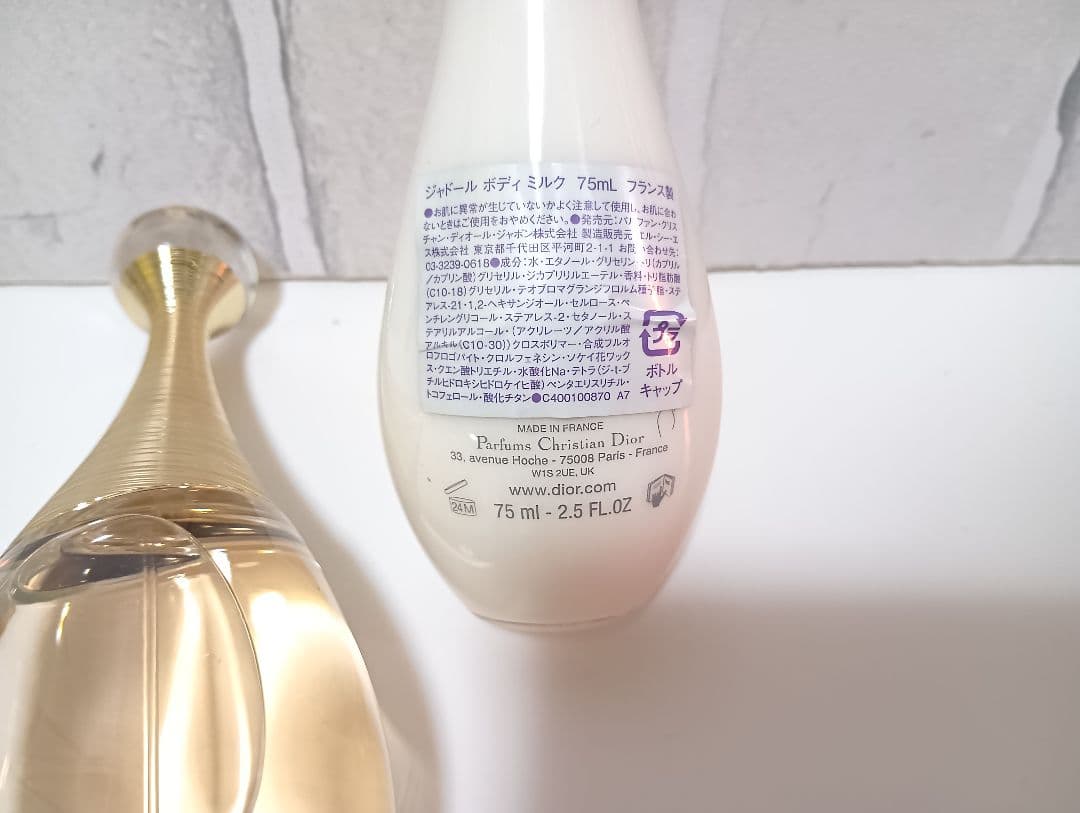 ジャドール ボディ ミルク 75mL フランス製
●お肌に異常が生じていないかよく注意して使用し、お肌に合わ
ないときはご使用をおやめください。●発売元:パルファン・クリス
チャン・ディオール・ジャポン株式会社 製造販売元:エル・シー・エ
ス株式会社 東京都千代田区平河町2-1-1 お問い合わせ先:
03-3239-0618●成分:水・エタノール・グリセリン・トリ(カプリル
/カプリン酸)グリセリル・ジカプリリルエーテル・香料・トリ脂肪酸
(C10-18)グリセリル・テオブロマグランジフロルム種子脂・ステ
アレス-21・1,2-ヘキサンジオール・セルロース・ペ
ンチレングリコール・ステアレス-2・セタノール・ス
テアリルアルコール・(アクリレーツ/アクリル酸
アルキル(C10-30))クロスポリマー・合成フルオ
ロフロゴパイト・クロルフェネシン・ソケイ花ワック
ス・クエン酸トリエチル・水酸化Na・テトラ(ジ-t-ブ
チルヒドロキシヒドロケイヒ酸)ペンタエリスリチル・
トコフェロール・酸化チタン●C400100870 A7
プラ
ボトル
キャップ
MADE IN FRANCE
Parfums Christian Dior
33, avenue Hoche - 75008 Paris - France
W1S 2UE, UK
www.dior.com
24M
75 ml - 2.5 FL.OZ